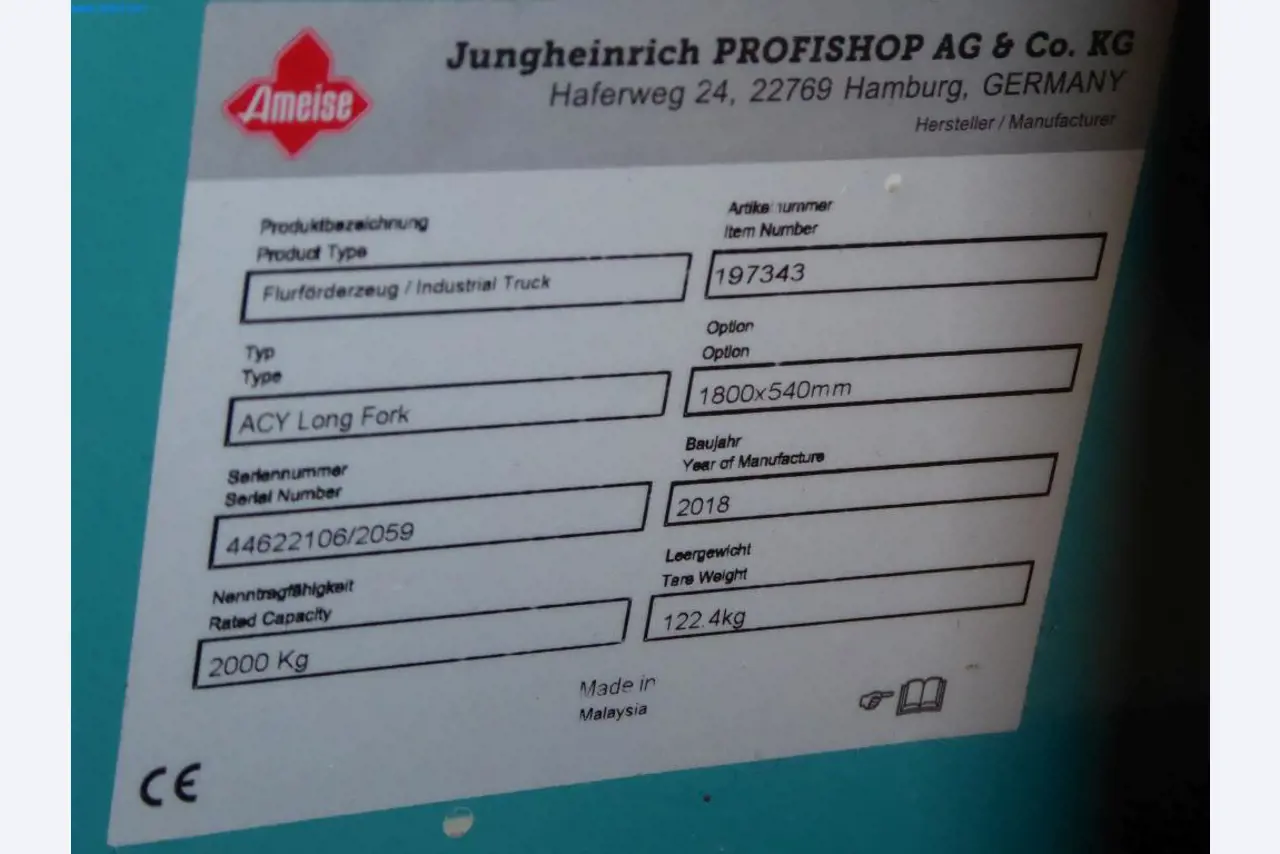 Ameise
Jungheinrich PROFISHOP AG & Co. KG
Haferweg 24, 22769 Hamburg, GERMANY
Hersteller / Manufacturer
Produktbezeichnung
Product Type
Flurförderzeug / Industrial Truck
Artikelnummer
Item Number
197343
Typ
Type
ACY Long Fork
Option
Option
1800x540mm
Seriennummer
Serial Number
44622106/2059
Baujahr
Year of Manufacture
2018
Nenntragfähigkeit
Rated Capacity
2000 Kg
Leergewicht
Tare Weight
122.4kg
Made in
Malaysia
CE